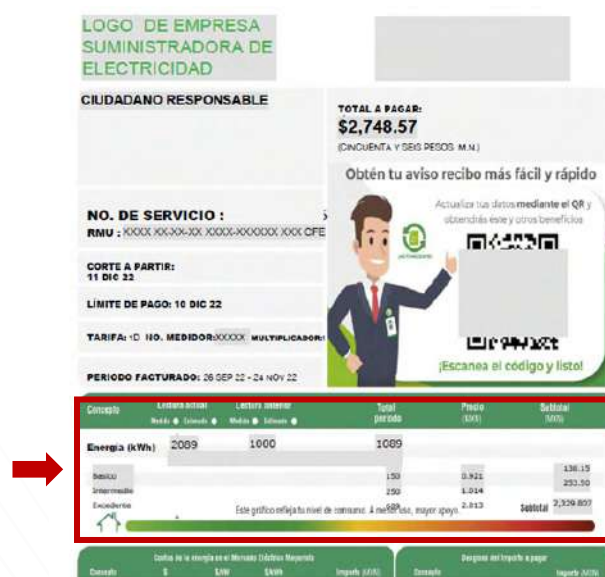 LOGO DE EMPRESA
SUMINISTRADORA DE
ELECTRICIDAD
CIUDADANO RESPONSABLE
TOTAL A PAGAR:
$2,748.57
(CINCUENTA Y SEIS PESOS M.N.)
Obtén tu aviso recibo más fácil y rápido
Actualiza tus datos mediante el QR y
obtendrás éste y otros beneficios
NO. DE SERVICIO :
RMU : XXXX XX-XX-XX XXXX-XXXXXX XXX CFE
CORTE A PARTIR:
11 DIC 22
LÍMITE DE PAGO: 10 DIC 22
TARIFA: 1D NO. MEDIDOR:XXXXX MULTIPLICADOR:
PERIODO FACTURADO: 26 SEP 22 - 24 NOV 22
¡Escanea el código y listo!
Concepto Lectura actual Lectura anterior Total periodo Precio (MXN) Subtotal (MXN)
Medida Estimada Medida Estimada
Energía (kWh) 2089 1000 1089
Básico 150 0.921 138.15
Intermedio 250 1.014 253.50
Excedente 2.813 Subtotal 2,329.807
Este gráfico refleja tu nivel de consumo. A menor uso, mayor apoyo.
Costos de la energía en el Mercado Eléctrico Mayorista
Desglose del importe a pagar
Concepto $ $/kW $/kWh Importe (MXN)
Concepto Importe (MXN)